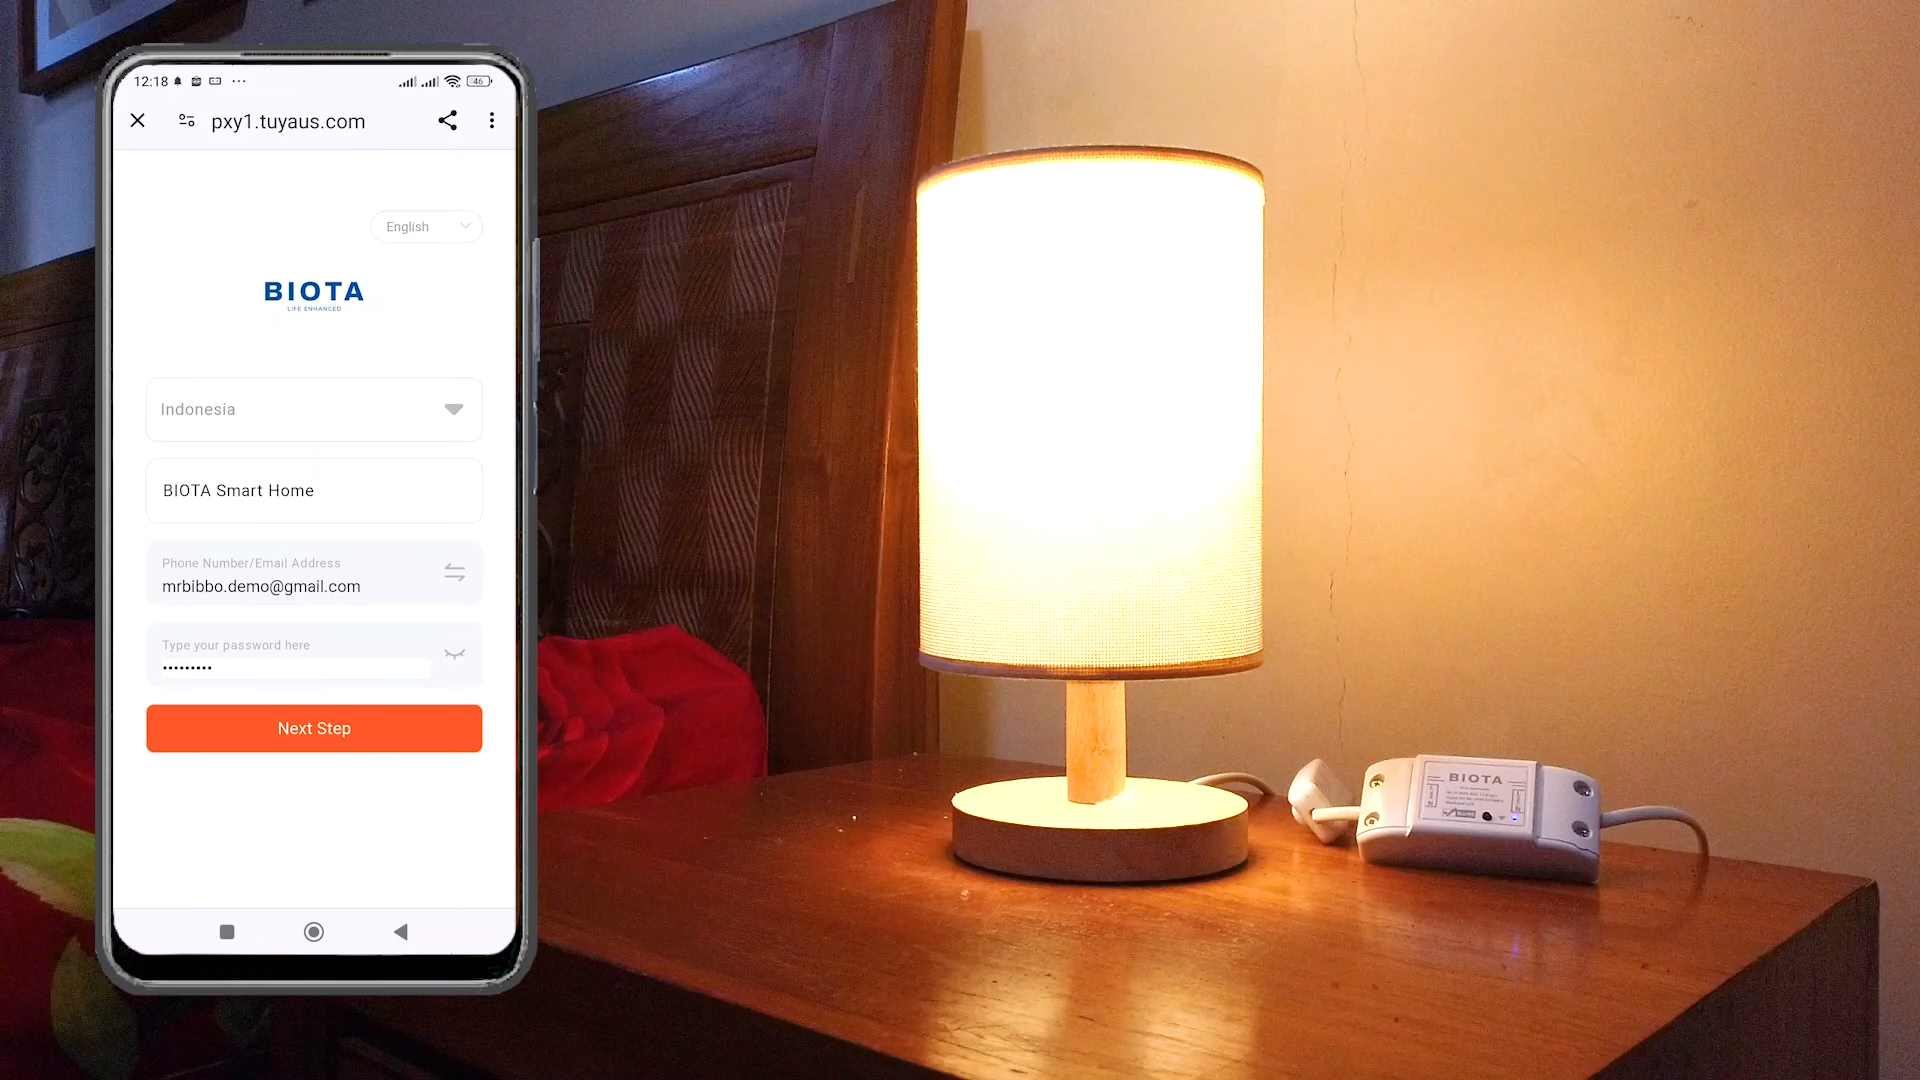 12:18
46
pxy1.tuyaus.com
English
BIOTA
LIFE ENHANCED
Indonesia
BIOTA Smart Home
Phone Number/Email Address
mrbibbo.demo@gmail.com
Type your password here
•••••••••
Next Step
BIOTA